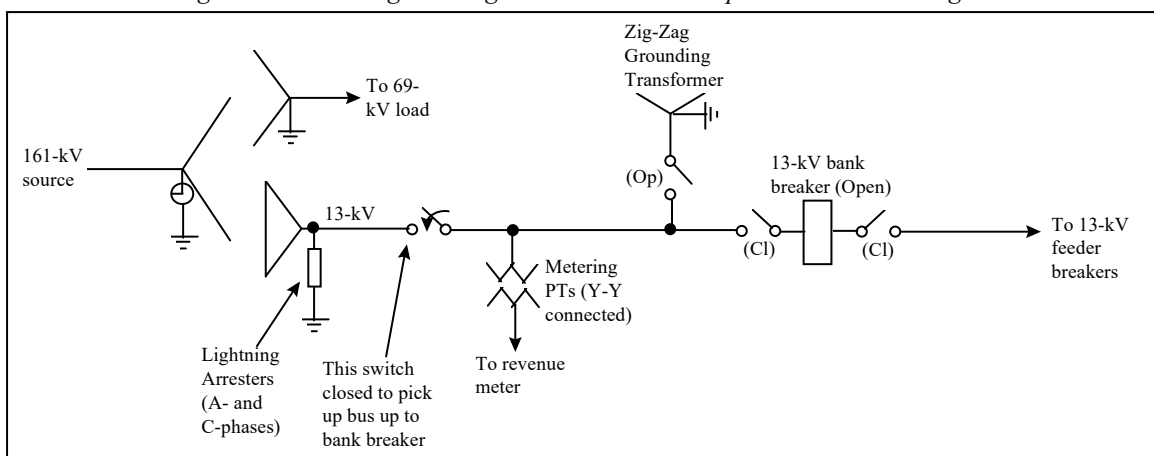 To 69-
kV load
161-kV
source
13-kV
Lightning
Arresters
(A- and
C-phases)
This switch
closed to pick
up bus up to
bank breaker
Metering
PTs (Y-Y
connected)
To revenue
meter
Zig-Zag
Grounding
Transformer
(Op)
13-kV bank
breaker (Open)
(Cl)
(Cl)
To 13-kV
feeder
breakers